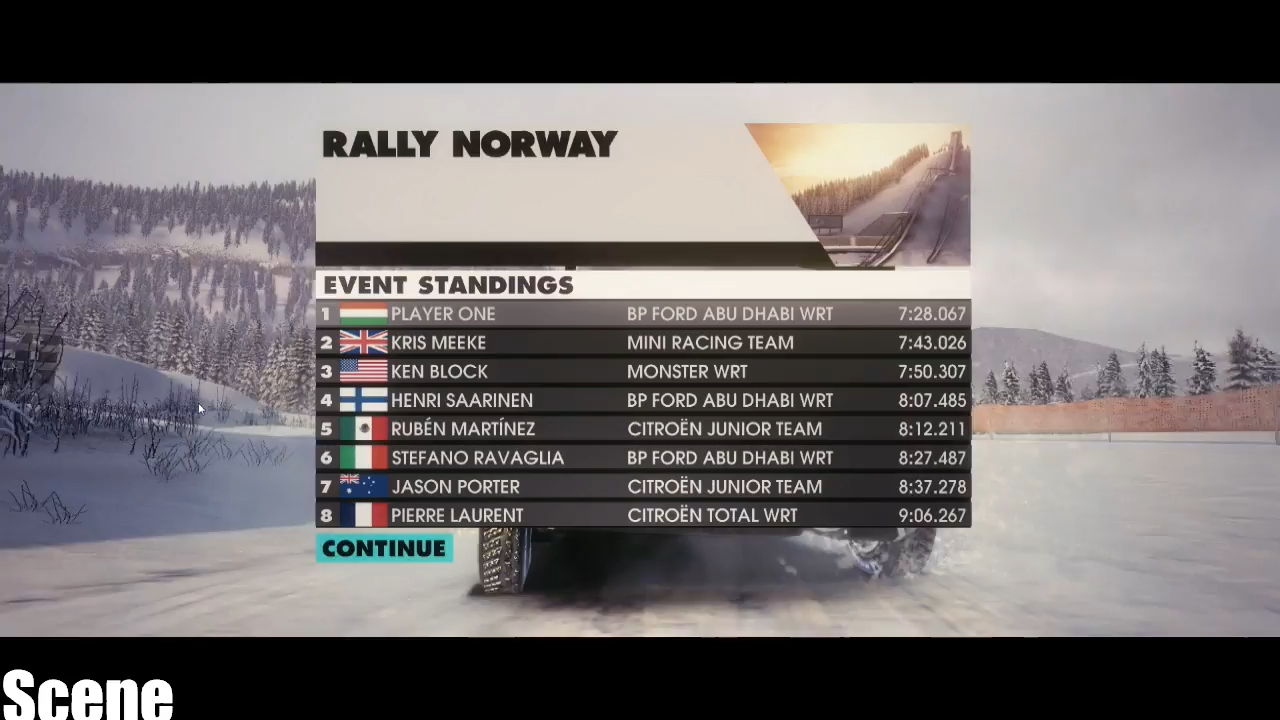 RALLY NORWAY
EVENT STANDINGS
1 PLAYER ONE BP FORD ABU DHABI WRT 7:28.067
2 KRIS MEEKE MINI RACING TEAM 7:43.026
3 KEN BLOCK MONSTER WRT 7:50.307
4 HENRI SAARINEN BP FORD ABU DHABI WRT 8:07.485
5 RUBÉN MARTÍNEZ CITROËN JUNIOR TEAM 8:12.211
6 STEFANO RAVAGLIA BP FORD ABU DHABI WRT 8:27.487
7 JASON PORTER CITROËN JUNIOR TEAM 8:37.278
8 PIERRE LAURENT CITROËN TOTAL WRT 9:06.267
CONTINUE
Scene